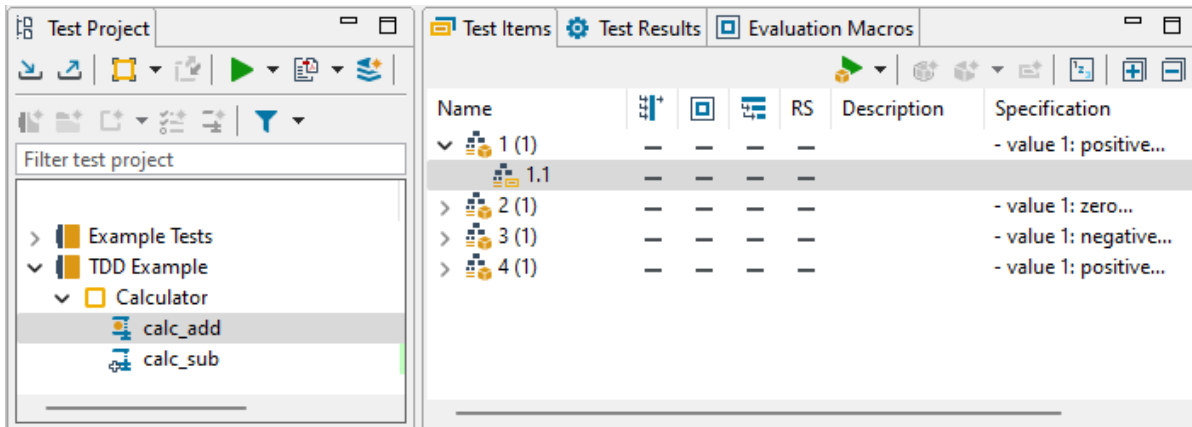 Test Project
Filter test project
Example Tests
TDD Example
Calculator
calc_add
calc_sub
Test Items Test Results Evaluation Macros
Name RS Description Specification
1 (1) - value 1: positive...
1.1
2 (1) - value 1: zero...
3 (1) - value 1: negative...
4 (1) - value 1: positive...